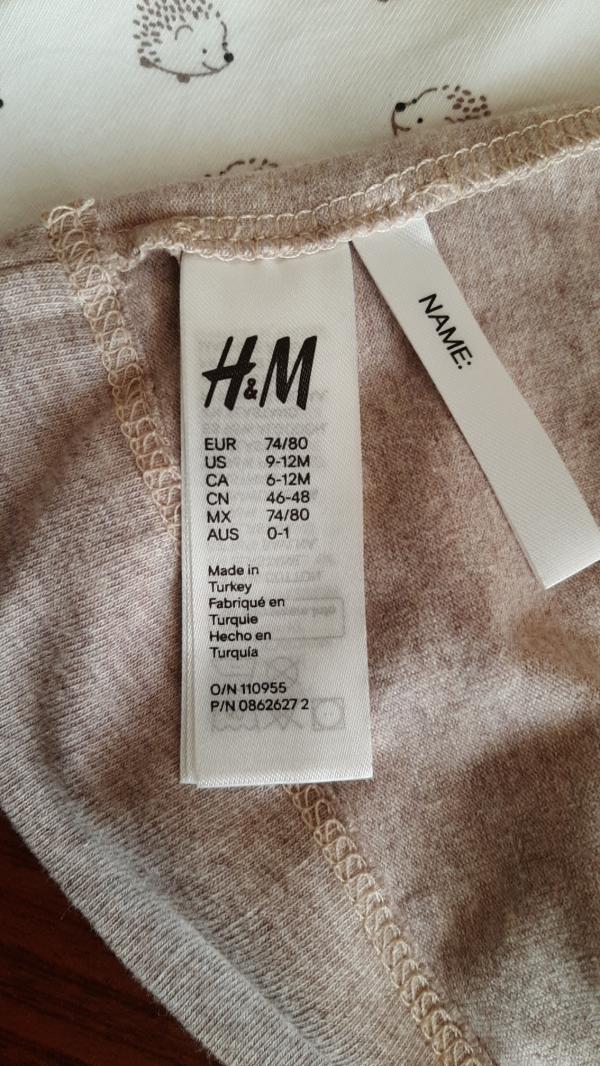 H&M
EUR 74/80
US 9-12M
CA 6-12M
CN 46-48
MX 74/80
AUS 0-1
Made in
Turkey
Fabriqué en
Turquie
Hecho en
Turquía
O/N 110955
P/N 0862627 2
NAME: